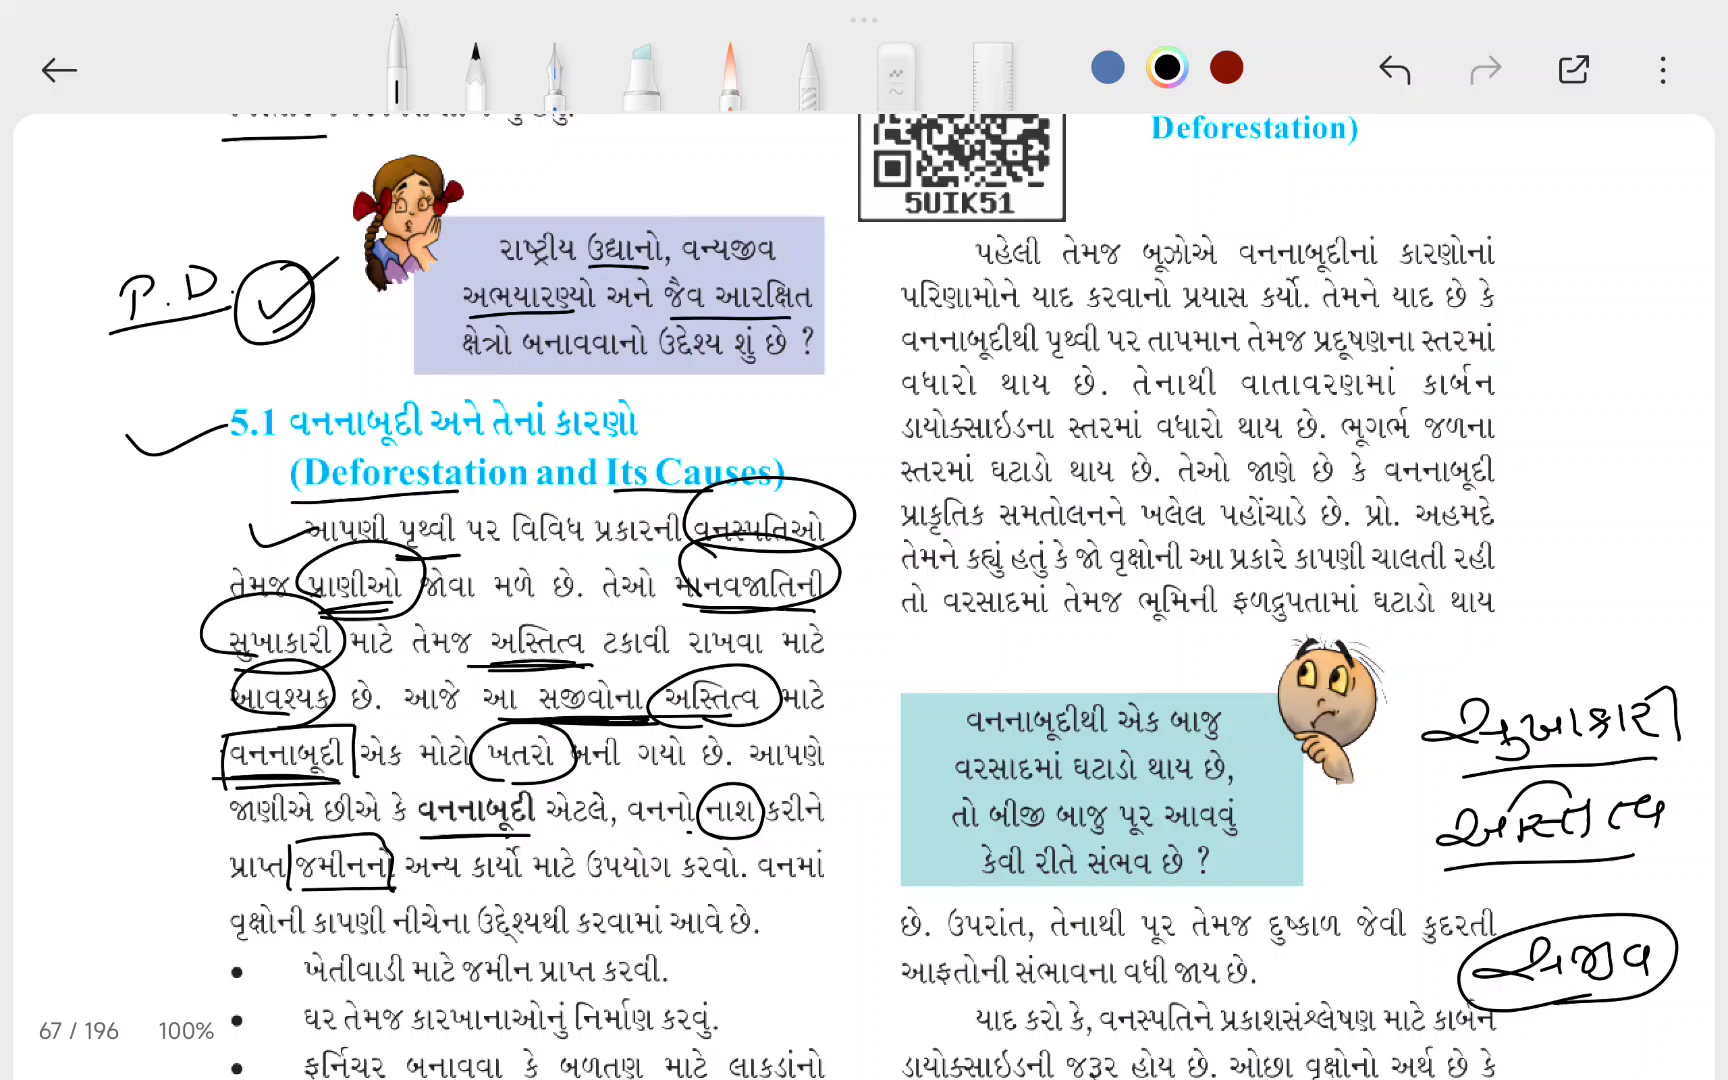 Deforestation)
5UIK51
P. D.
રાષ્ટ્રીય ઉદ્યાનો, વન્યજીવ
અભયારણ્યો અને જૈવ આરક્ષિત
ક્ષેત્રો બનાવવાનો ઉદ્દેશ્ય શું છે ?
5.1 વનનાબૂદી અને તેનાં કારણો
(Deforestation and Its Causes)
આપણી પૃથ્વી પર વિવિધ પ્રકારની વનસ્પતિઓ
તેમજ પ્રાણીઓ જોવા મળે છે. તેઓ માનવજાતિની
સુખાકારી માટે તેમજ અસ્તિત્વ ટકાવી રાખવા માટે
આવશ્યક છે. આજે આ સજીવોના અસ્તિત્વ માટે
વનનાબૂદી એક મોટો ખતરો બની ગયો છે. આપણે
જાણીએ છીએ કે વનનાબૂદી એટલે, વનનો નાશ કરીને
પ્રાપ્ત જમીનનો અન્ય કાર્યો માટે ઉપયોગ કરવો. વનમાં
વૃક્ષોની કાપણી નીચેના ઉદ્દેશ્યથી કરવામાં આવે છે.
• ખેતીવાડી માટે જમીન પ્રાપ્ત કરવી.
• ઘર તેમજ કારખાનાઓનું નિર્માણ કરવું.
• ફર્નિચર બનાવવા કે બળતણ માટે લાકડાંનો
67 / 196 100%
પહેલી તેમજ બૂઝોએ વનનાબૂદીનાં કારણોનાં
પરિણામોને યાદ કરવાનો પ્રયાસ કર્યો. તેમને યાદ છે કે
વનનાબૂદીથી પૃથ્વી પર તાપમાન તેમજ પ્રદૂષણના સ્તરમાં
વધારો થાય છે. તેનાથી વાતાવરણમાં કાર્બન
ડાયોક્સાઇડના સ્તરમાં વધારો થાય છે. ભૂગર્ભ જળના
સ્તરમાં ઘટાડો થાય છે. તેઓ જાણે છે કે વનનાબૂદી
પ્રાકૃતિક સમતોલનને ખલેલ પહોંચાડે છે. પ્રો. અહમદે
તેમને કહ્યું હતું કે જો વૃક્ષોની આ પ્રકારે કાપણી ચાલતી રહી
તો વરસાદમાં તેમજ ભૂમિની ફળદ્રુપતામાં ઘટાડો થાય
વનનાબૂદીથી એક બાજુ
વરસાદમાં ઘટાડો થાય છે,
તો બીજી બાજુ પૂર આવવું
કેવી રીતે સંભવ છે ?
સુખાકારી
અસ્તિત્વ
સજીવ
છે. ઉપરાંત, તેનાથી પૂર તેમજ દુષ્કાળ જેવી કુદરતી
આફતોની સંભાવના વધી જાય છે.
યાદ કરો કે, વનસ્પતિને પ્રકાશસંશ્લેષણ માટે કાર્બન
ડાયોક્સાઇડની જરૂર હોય છે. ઓછા વૃક્ષોનો અર્થ છે કે